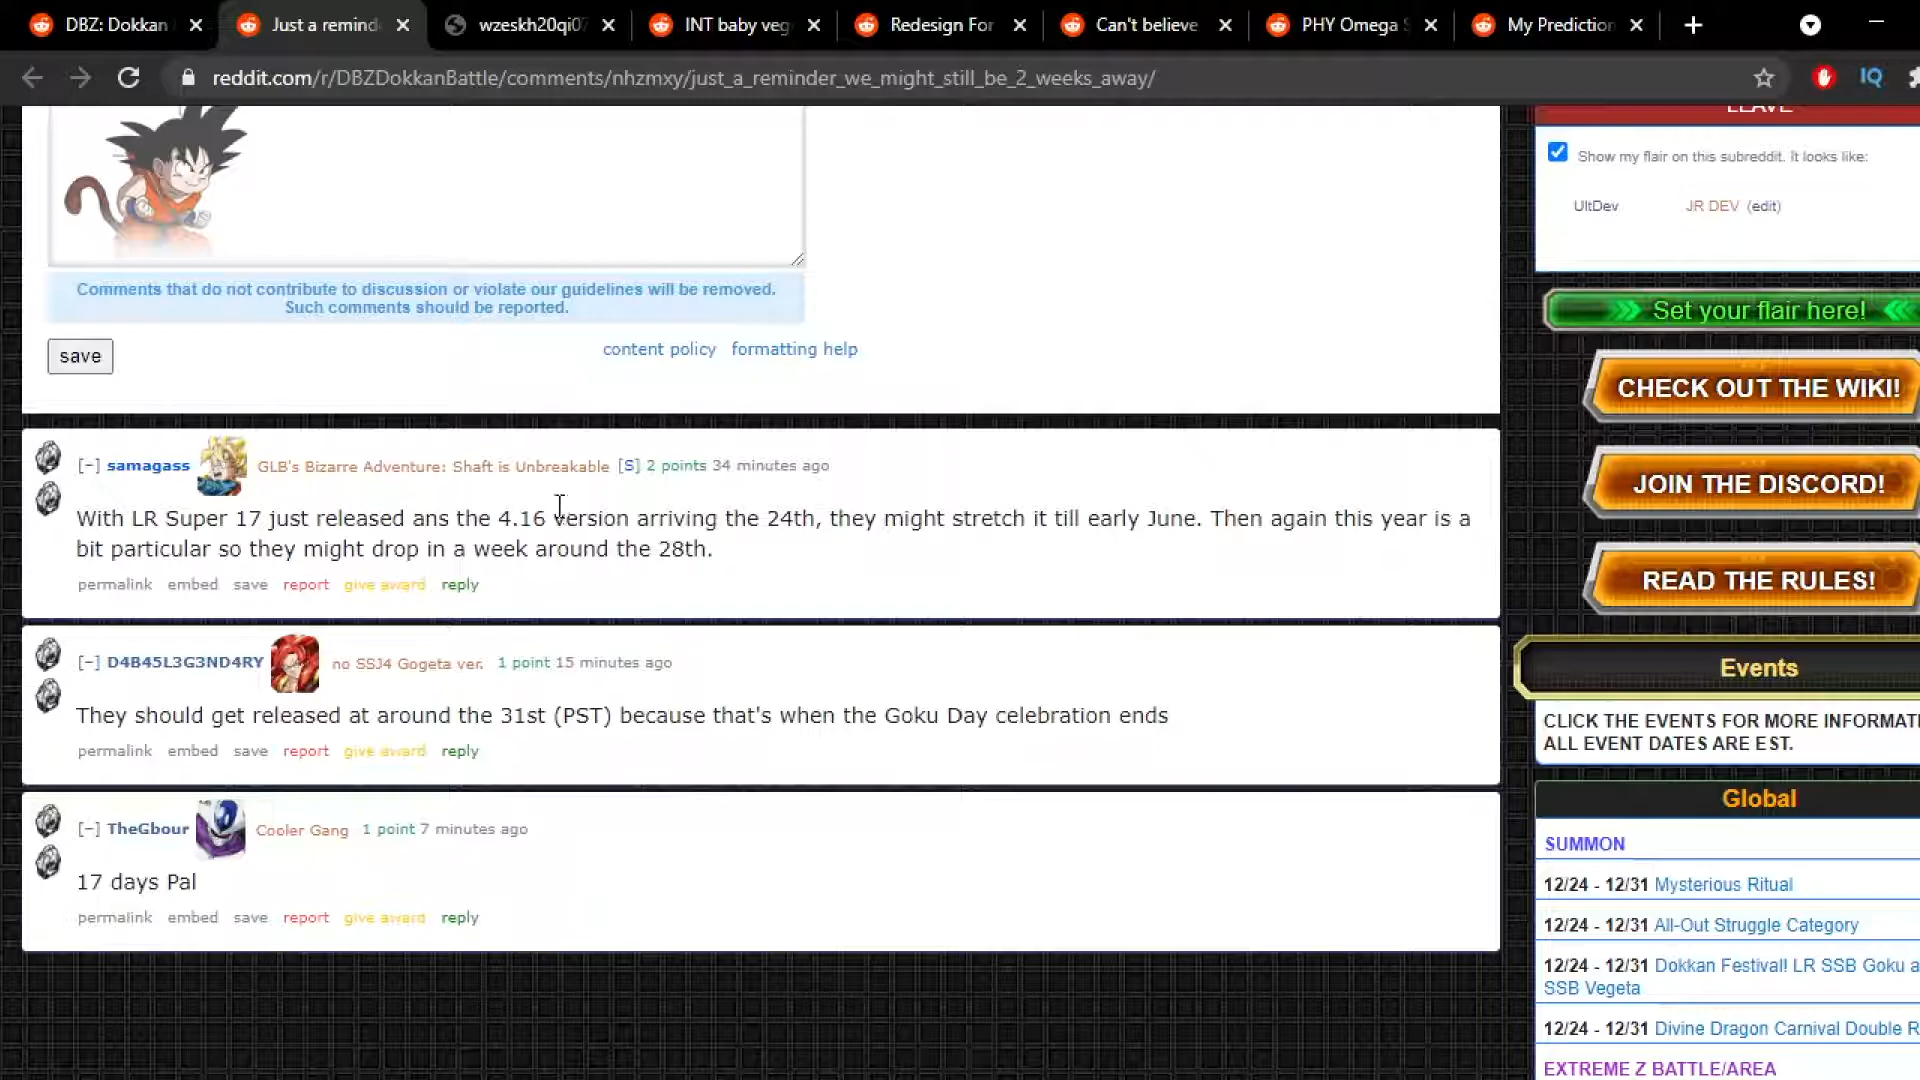 DBZ: Dokkan
Just a remind
wzeskh20qi0
INT baby veg
Redesign For
Can't believe
PHY Omega S
My Prediction
reddit.com/r/DBZDokkanBattle/comments/nhzmxy/just_a_reminder_we_might_still_be_2_weeks_away/
IQ
LEAVE
Show my flair on this subreddit. It looks like:
UltDev JR DEV (edit)
Comments that do not contribute to discussion or violate our guidelines will be removed.
Such comments should be reported.
save
content policy formatting help
Set your flair here!
CHECK OUT THE WIKI!
JOIN THE DISCORD!
READ THE RULES!
[–] samagass GLB's Bizarre Adventure: Shaft is Unbreakable [S] 2 points 34 minutes ago
With LR Super 17 just released ans the 4.16 version arriving the 24th, they might stretch it till early June. Then again this year is a
bit particular so they might drop in a week around the 28th.
permalink embed save report give award reply
[–] D4B45L3G3ND4RY no SSJ4 Gogeta ver. 1 point 15 minutes ago
They should get released at around the 31st (PST) because that's when the Goku Day celebration ends
permalink embed save report give award reply
[–] TheGbour Cooler Gang 1 point 7 minutes ago
17 days Pal
permalink embed save report give award reply
Events
CLICK THE EVENTS FOR MORE INFORMATI
ALL EVENT DATES ARE EST.
Global
SUMMON
12/24 - 12/31 Mysterious Ritual
12/24 - 12/31 All-Out Struggle Category
12/24 - 12/31 Dokkan Festival! LR SSB Goku a
SSB Vegeta
12/24 - 12/31 Divine Dragon Carnival Double R
EXTREME Z BATTLE/AREA